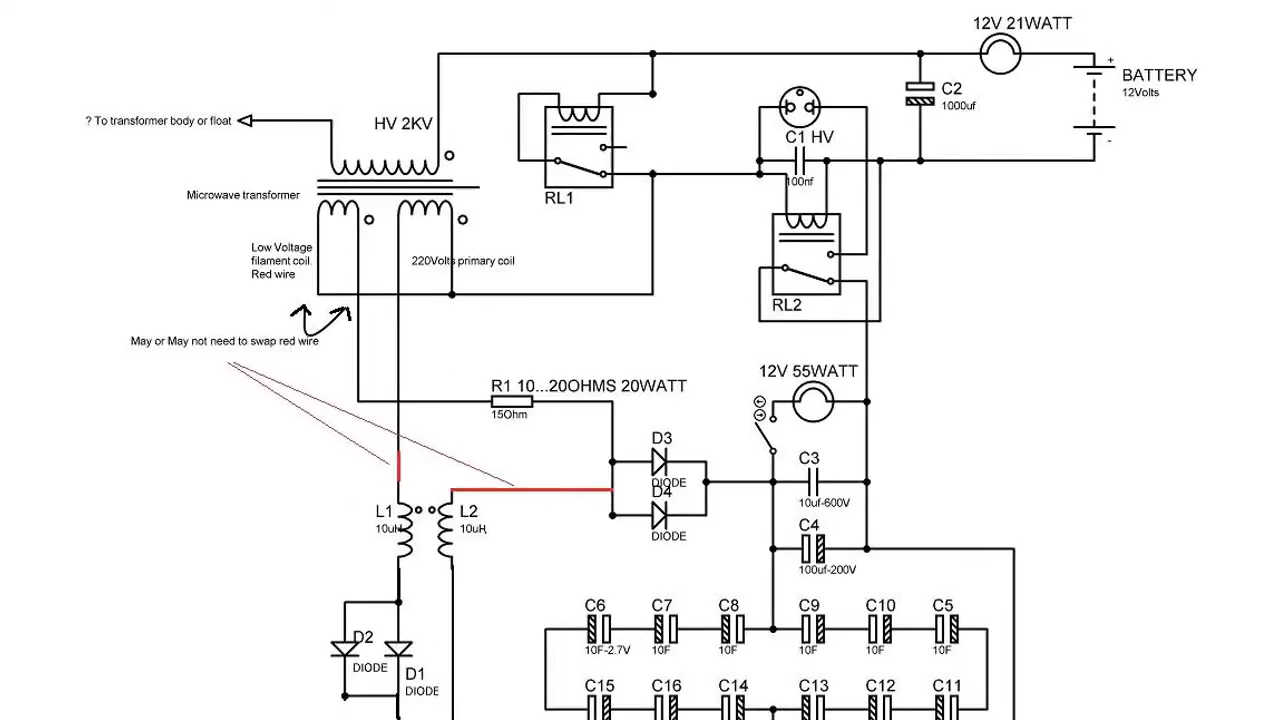 12V 21WATT
+
BATTERY
12Volts
-
C2
1000uf
? To transformer body or float
HV 2KV
C1 HV
100nf
Microwave transformer
RL1
Low Voltage
filament coil.
Red wire
220Volts primary coil
RL2
May or May not need to swap red wire
12V 55WATT
R1 10...20OHMS 20WATT
15Ohm
D3
DIODE
D4
DIODE
C3
10uf-600V
L1
10uH
L2
10uH
C4
100uf-200V
C6
10F-2.7V
C7
10F
C8
10F
C9
10F
C10
10F
C5
10F
D2
DIODE
D1
DIODE
C15
C16
C14
C13
C12
C11